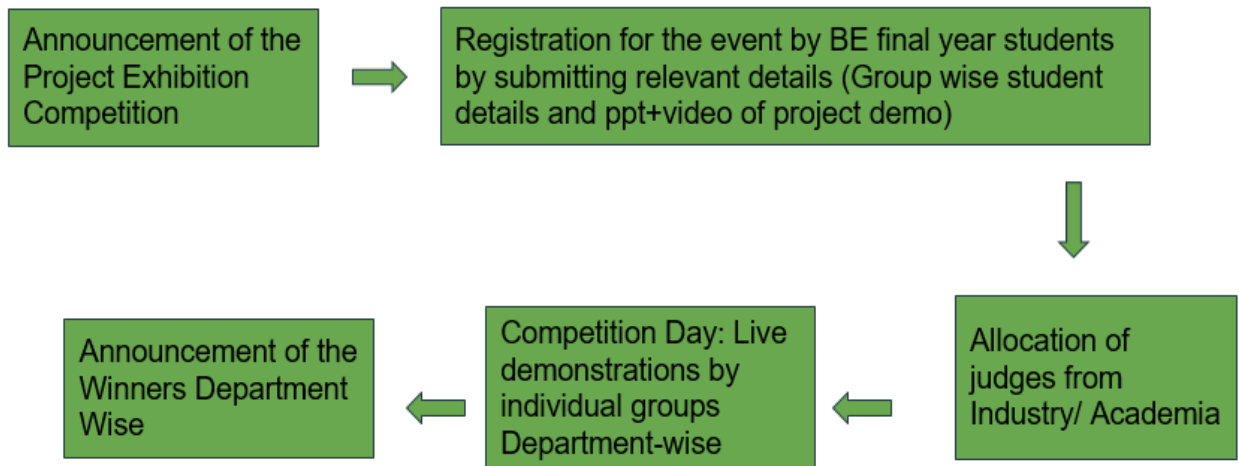 Announcement of the
Project Exhibition
Competition
Registration for the event by BE final year students
by submitting relevant details (Group wise student
details and ppt+video of project demo)
Allocation of
judges from
Industry/ Academia
Competition Day: Live
demonstrations by
individual groups
Department-wise
Announcement of the
Winners Department
Wise